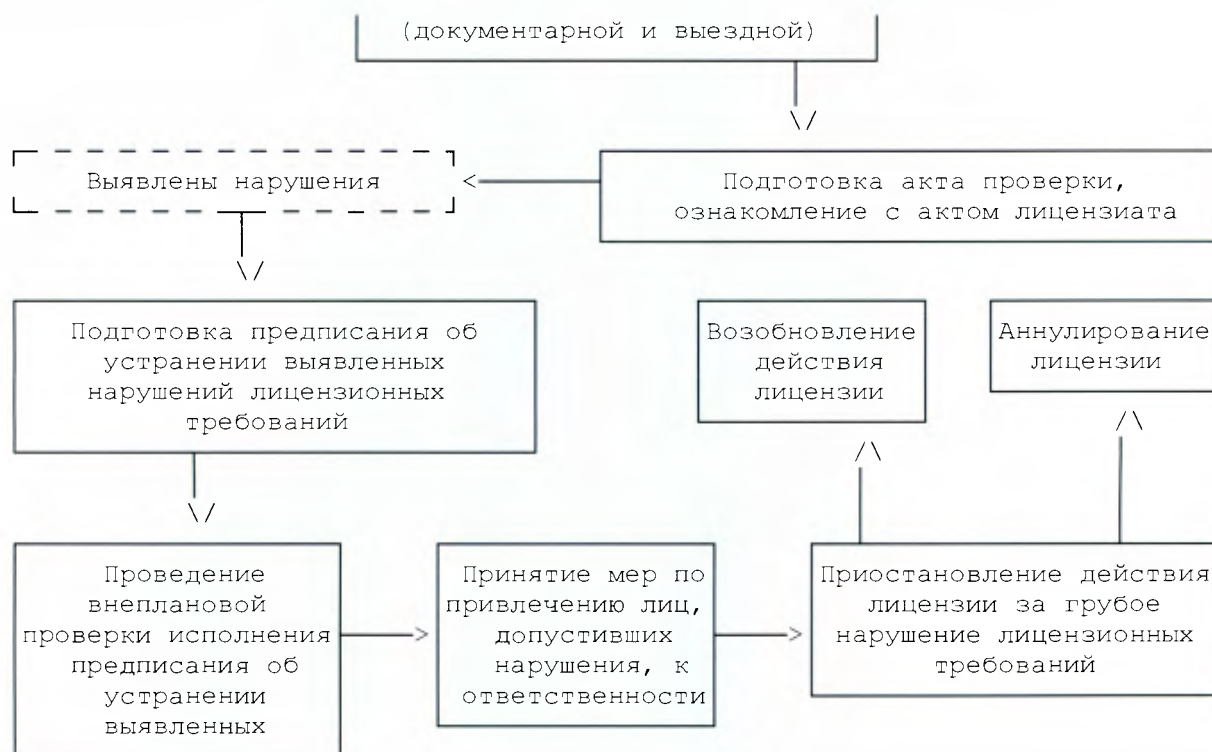 (документарной и выездной)
Выявлены нарушения
Подготовка акта проверки,
ознакомление с актом лицензиата
Подготовка предписания об
устранении выявленных
нарушений лицензионных
требований
Возобновление
действия
лицензии
Аннулирование
лицензии
Проведение
внеплановой
проверки исполнения
предписания об
устранении
выявленных
Принятие мер по
привлечению лиц,
допустивших
нарушения, к
ответственности
Приостановление действия
лицензии за грубое
нарушение лицензионных
требований